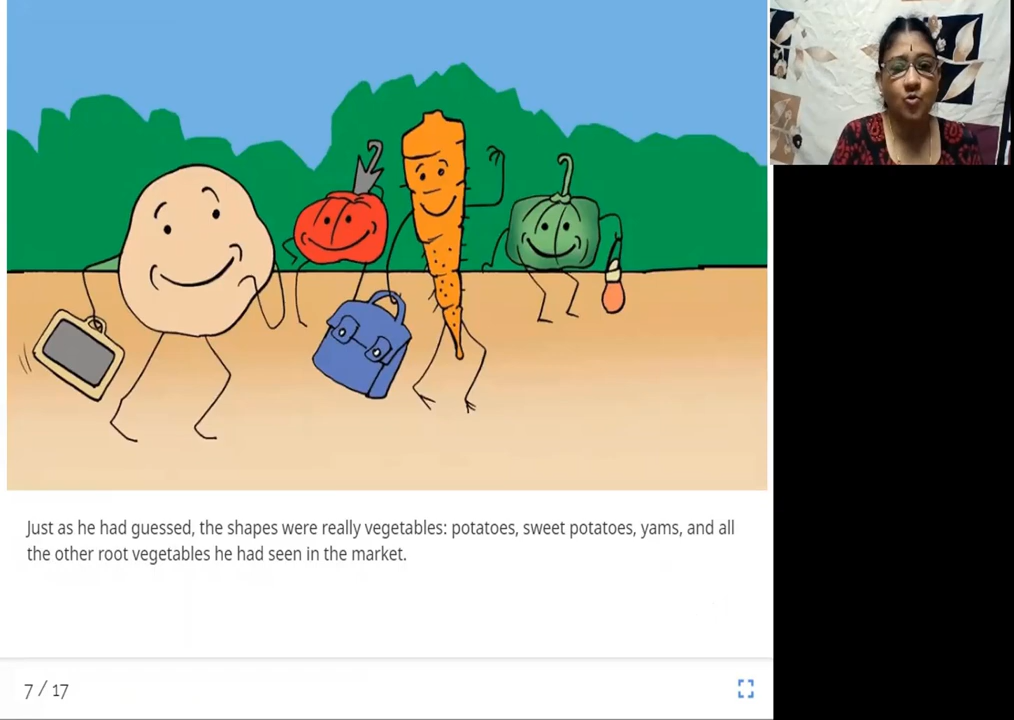 Just as he had guessed, the shapes were really vegetables: potatoes, sweet potatoes, yams, and all
the other root vegetables he had seen in the market.
7 / 17